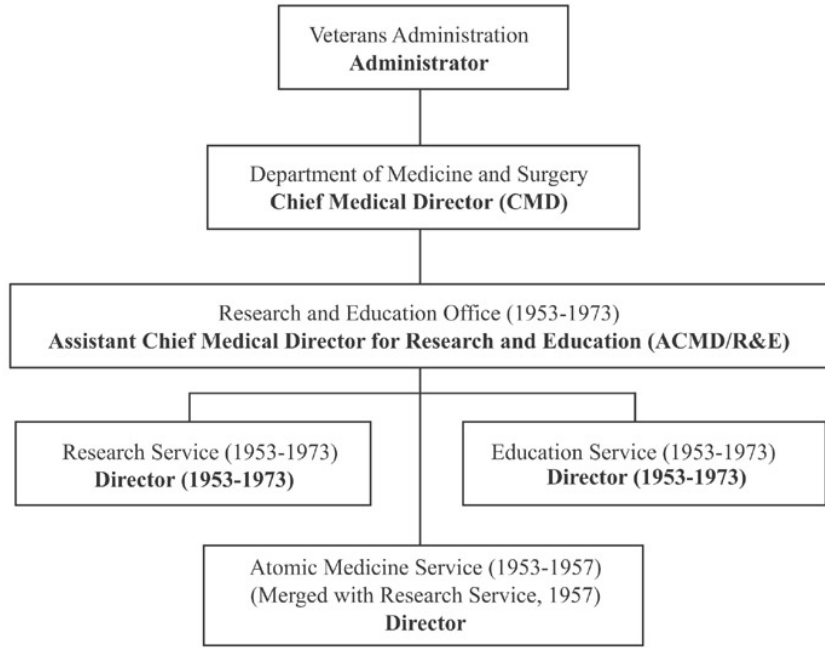 Veterans Administration
Administrator
Department of Medicine and Surgery
Chief Medical Director (CMD)
Research and Education Office (1953-1973)
Assistant Chief Medical Director for Research and Education (ACMD/R&E)
Research Service (1953-1973)
Director (1953-1973)
Education Service (1953-1973)
Director (1953-1973)
Atomic Medicine Service (1953-1957)
(Merged with Research Service, 1957)
Director